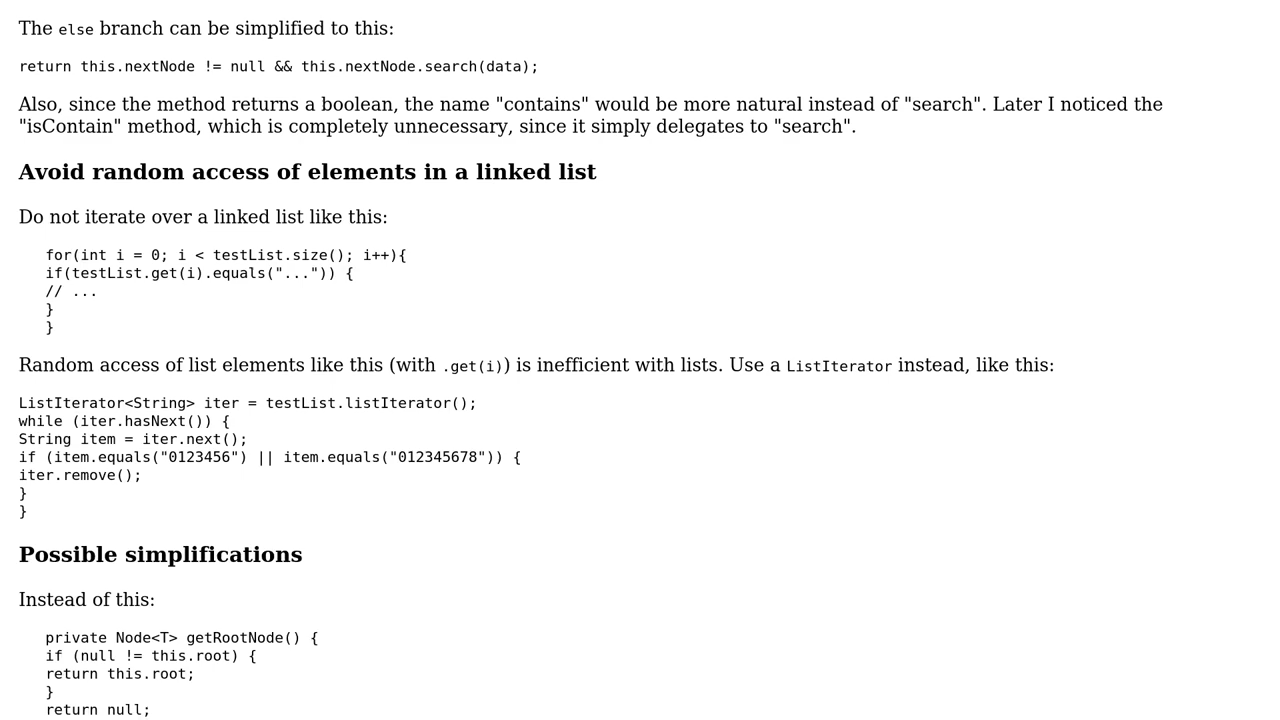 The else branch can be simplified to this:
return this.nextNode != null && this.nextNode.search(data);
Also, since the method returns a boolean, the name "contains" would be more natural instead of "search". Later I noticed the
"isContain" method, which is completely unnecessary, since it simply delegates to "search".
Avoid random access of elements in a linked list
Do not iterate over a linked list like this:
for(int i = 0; i < testList.size(); i++){
if(testList.get(i).equals("...")) {
// ...
}
}
Random access of list elements like this (with .get(i)) is inefficient with lists. Use a ListIterator instead, like this:
ListIterator<String> iter = testList.listIterator();
while (iter.hasNext()) {
String item = iter.next();
if (item.equals("0123456") || item.equals("012345678")) {
iter.remove();
}
}
Possible simplifications
Instead of this:
private Node<T> getRootNode() {
if (null != this.root) {
return this.root;
}
return null;